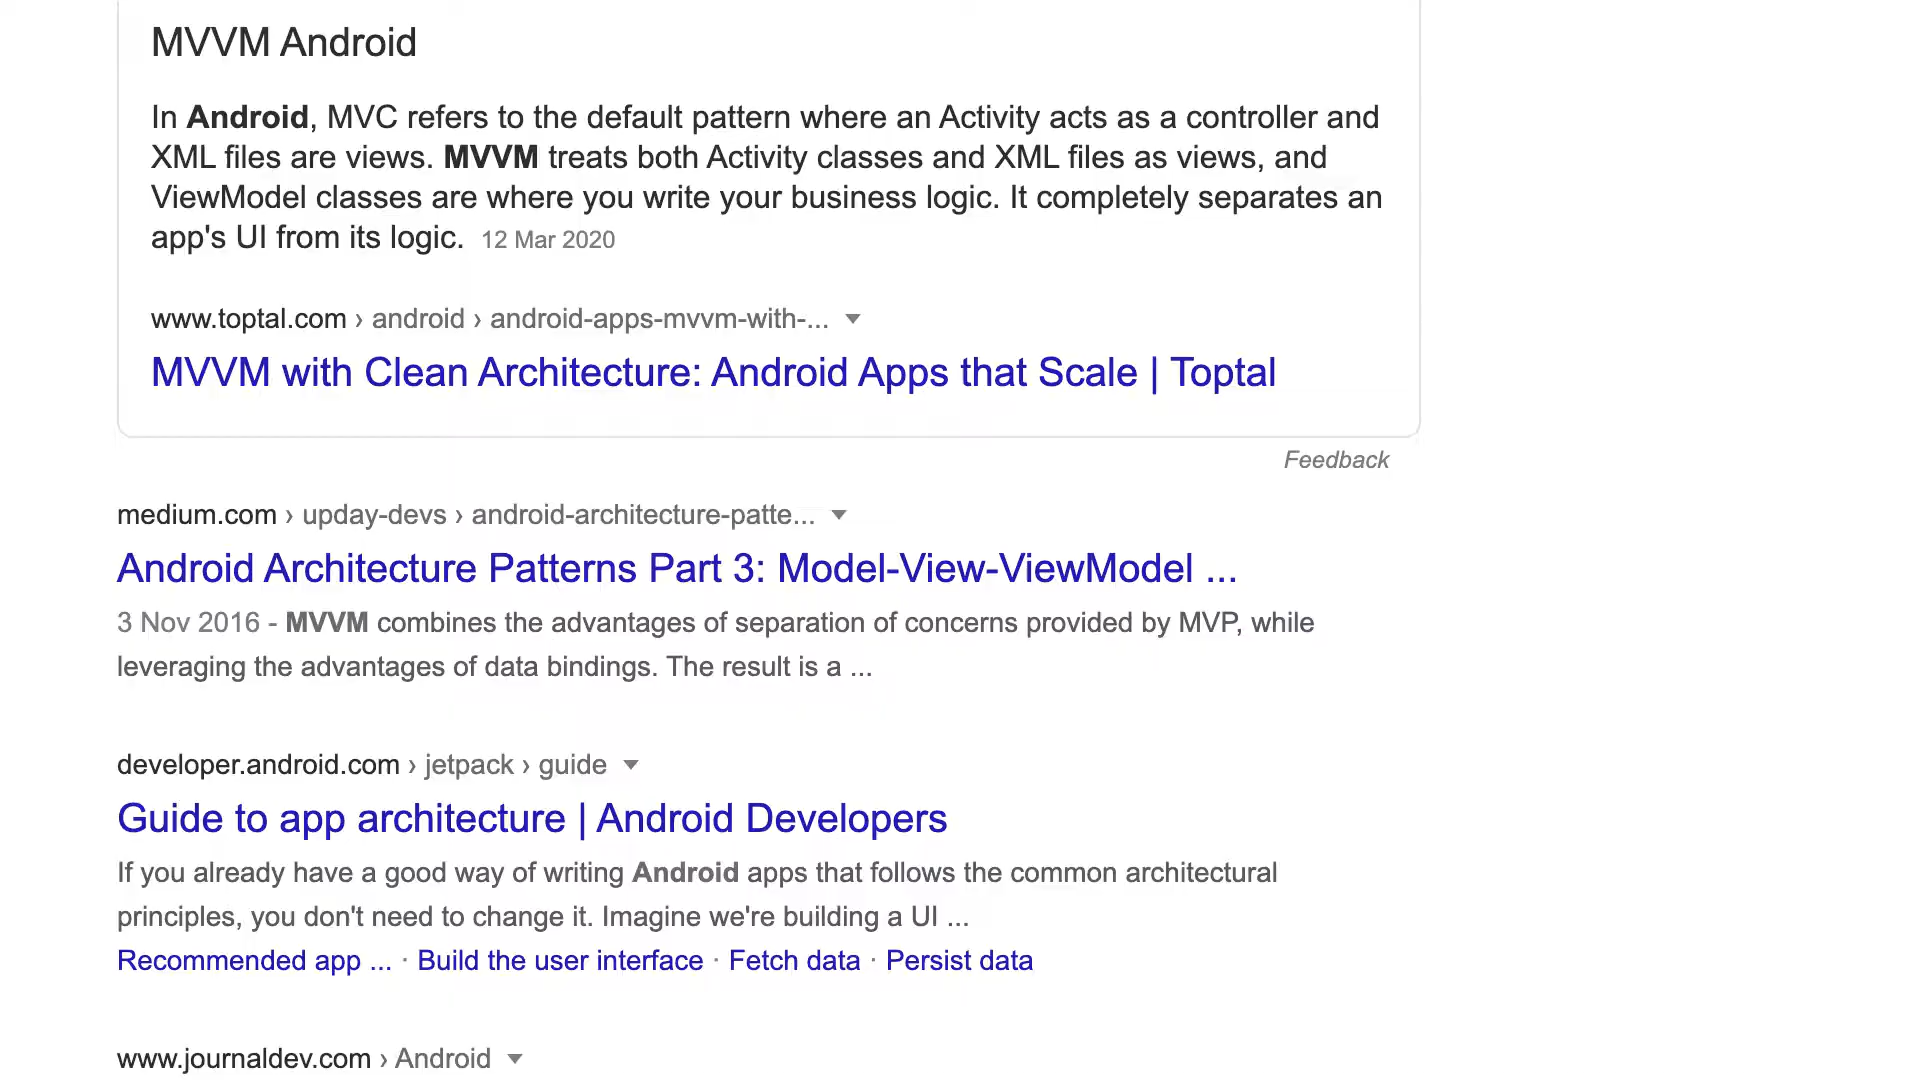 MVVM Android
In Android, MVC refers to the default pattern where an Activity acts as a controller and
XML files are views. MVVM treats both Activity classes and XML files as views, and
ViewModel classes are where you write your business logic. It completely separates an
app's UI from its logic. 12 Mar 2020
www.toptal.com › android › android-apps-mvvm-with-...
MVVM with Clean Architecture: Android Apps that Scale | Toptal
Feedback
medium.com › upday-devs › android-architecture-patte...
Android Architecture Patterns Part 3: Model-View-ViewModel ...
3 Nov 2016 - MVVM combines the advantages of separation of concerns provided by MVP, while
leveraging the advantages of data bindings. The result is a ...
developer.android.com › jetpack › guide
Guide to app architecture | Android Developers
If you already have a good way of writing Android apps that follows the common architectural
principles, you don't need to change it. Imagine we're building a UI ...
Recommended app ... · Build the user interface · Fetch data · Persist data
www.journaldev.com › Android